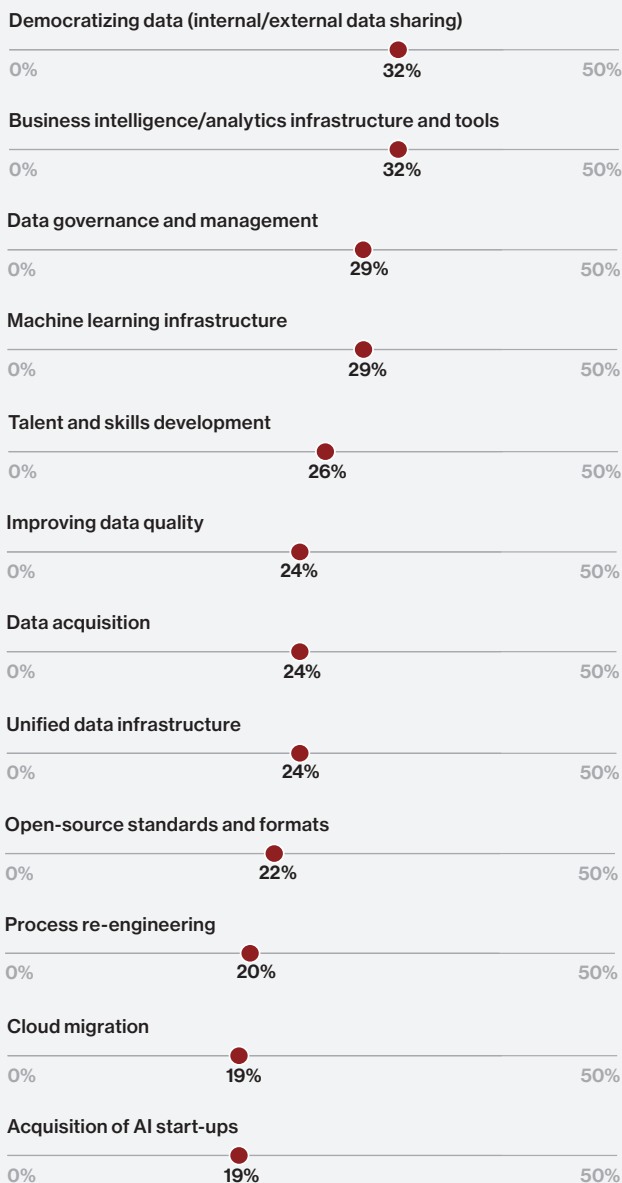 Democratizing data (internal/external data sharing)
0% 32% 50%
Business intelligence/analytics infrastructure and tools
0% 32% 50%
Data governance and management
0% 29% 50%
Machine learning infrastructure
0% 29% 50%
Talent and skills development
0% 26% 50%
Improving data quality
0% 24% 50%
Data acquisition
0% 24% 50%
Unified data infrastructure
0% 24% 50%
Open-source standards and formats
0% 22% 50%
Process re-engineering
0% 20% 50%
Cloud migration
0% 19% 50%
Acquisition of AI start-ups
0% 19% 50%